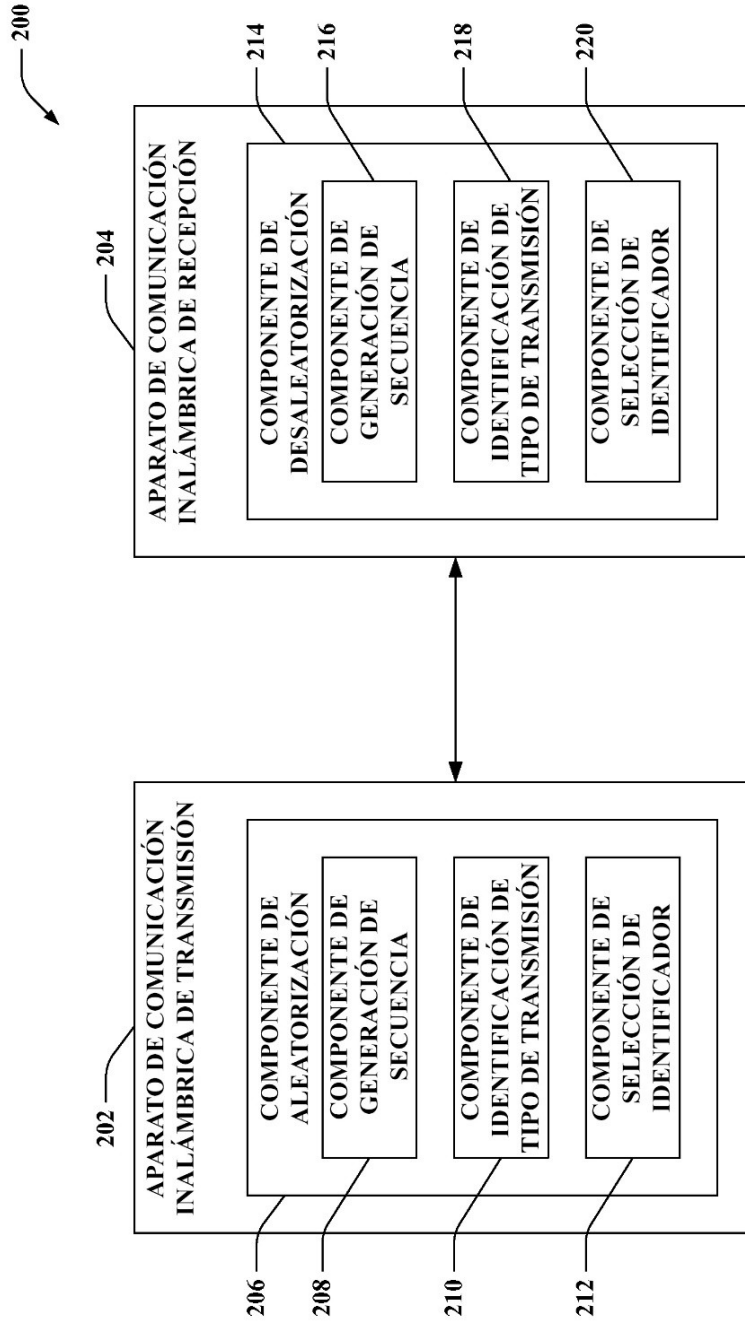 200
202
APARATO DE COMUNICACIÓN
INALÁMBRICA DE TRANSMISIÓN
206
COMPONENTE DE
ALEATORIZACIÓN
208
COMPONENTE DE
GENERACIÓN DE
SECUENCIA
210
COMPONENTE DE
IDENTIFICACIÓN DE
TIPO DE TRANSMISIÓN
212
COMPONENTE DE
SELECCIÓN DE
IDENTIFICADOR
204
APARATO DE COMUNICACIÓN
INALÁMBRICA DE RECEPCIÓN
214
COMPONENTE DE
DESALEATORIZACIÓN
216
COMPONENTE DE
GENERACIÓN DE
SECUENCIA
218
COMPONENTE DE
IDENTIFICACIÓN DE
TIPO DE TRANSMISIÓN
220
COMPONENTE DE
SELECCIÓN DE
IDENTIFICADOR